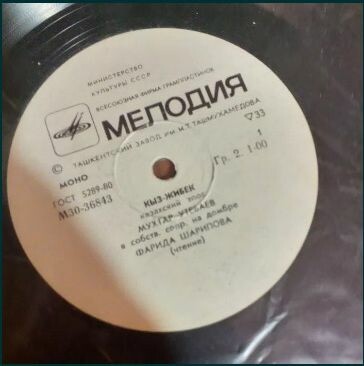 МИНИСТЕРСТВО
КУЛЬТУРЫ СССР
ВСЕСОЮЗНАЯ ФИРМА ГРАМПЛАСТИНОК
МЕЛОДИЯ
© ТАШКЕНТСКИЙ ЗАВОД ИМ М.Т.ТАШМУХАМЕДОВА
МОНО
ГОСТ 5289-80
М30-36843
▽33
1
Гр. 2. 1-00
КЫЗ-ЖИБЕК
казахский эпос
МУХТАР УТЕБАЕВ
в собств. сопр. на домбре
ФАРИДА ШАРИПОВА
(чтение)